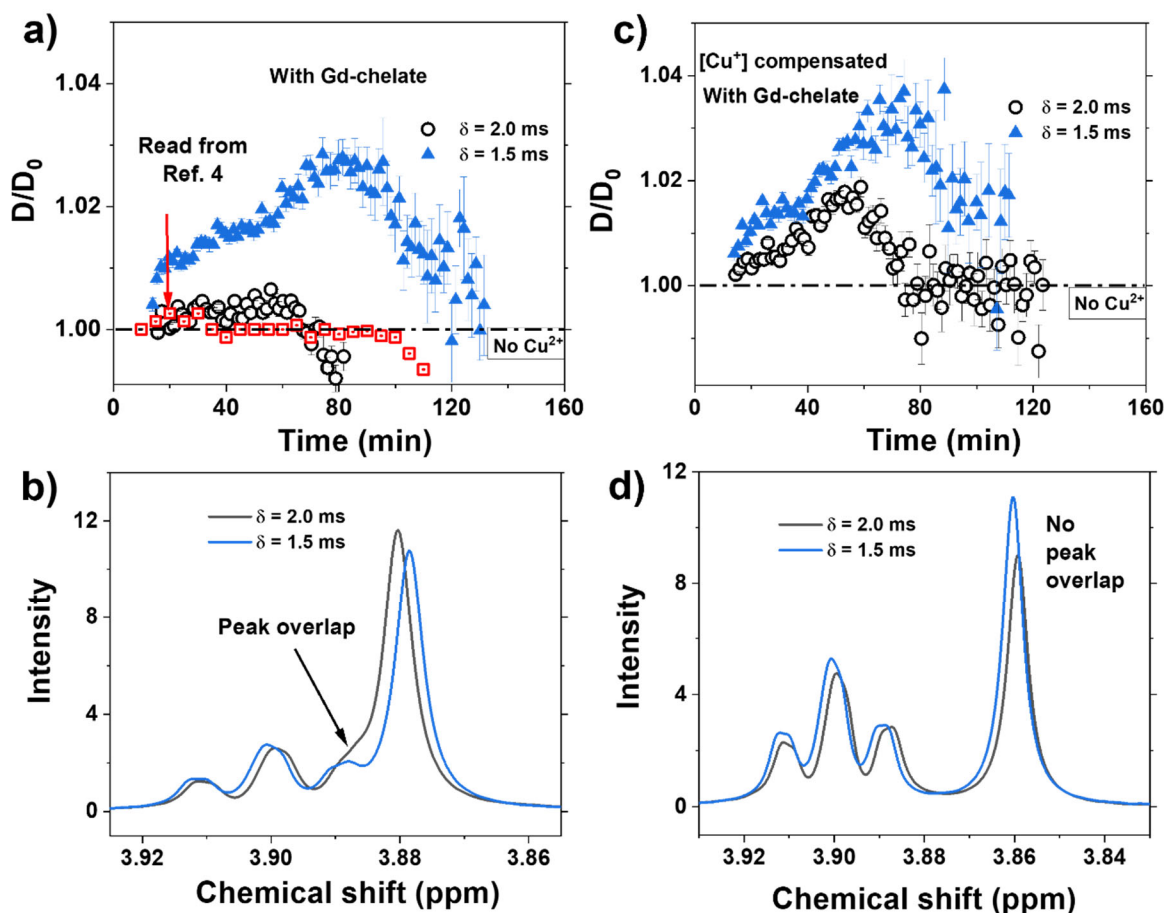 a)
With Gd-chelate
δ = 2.0 ms
δ = 1.5 ms
Read from
Ref. 4
No Cu²⁺
D/D₀
1.04
1.02
1.00
0 40 80 120 160
Time (min)
c)
[Cu⁺] compensated
With Gd-chelate
δ = 2.0 ms
δ = 1.5 ms
No Cu²⁺
D/D₀
1.04
1.02
1.00
0 40 80 120 160
Time (min)
b)
δ = 2.0 ms
δ = 1.5 ms
Peak overlap
Intensity
12
8
4
0
3.92 3.90 3.88 3.86
Chemical shift (ppm)
d)
δ = 2.0 ms
δ = 1.5 ms
No
peak
overlap
Intensity
12
8
4
0
3.92 3.90 3.88 3.86 3.84
Chemical shift (ppm)